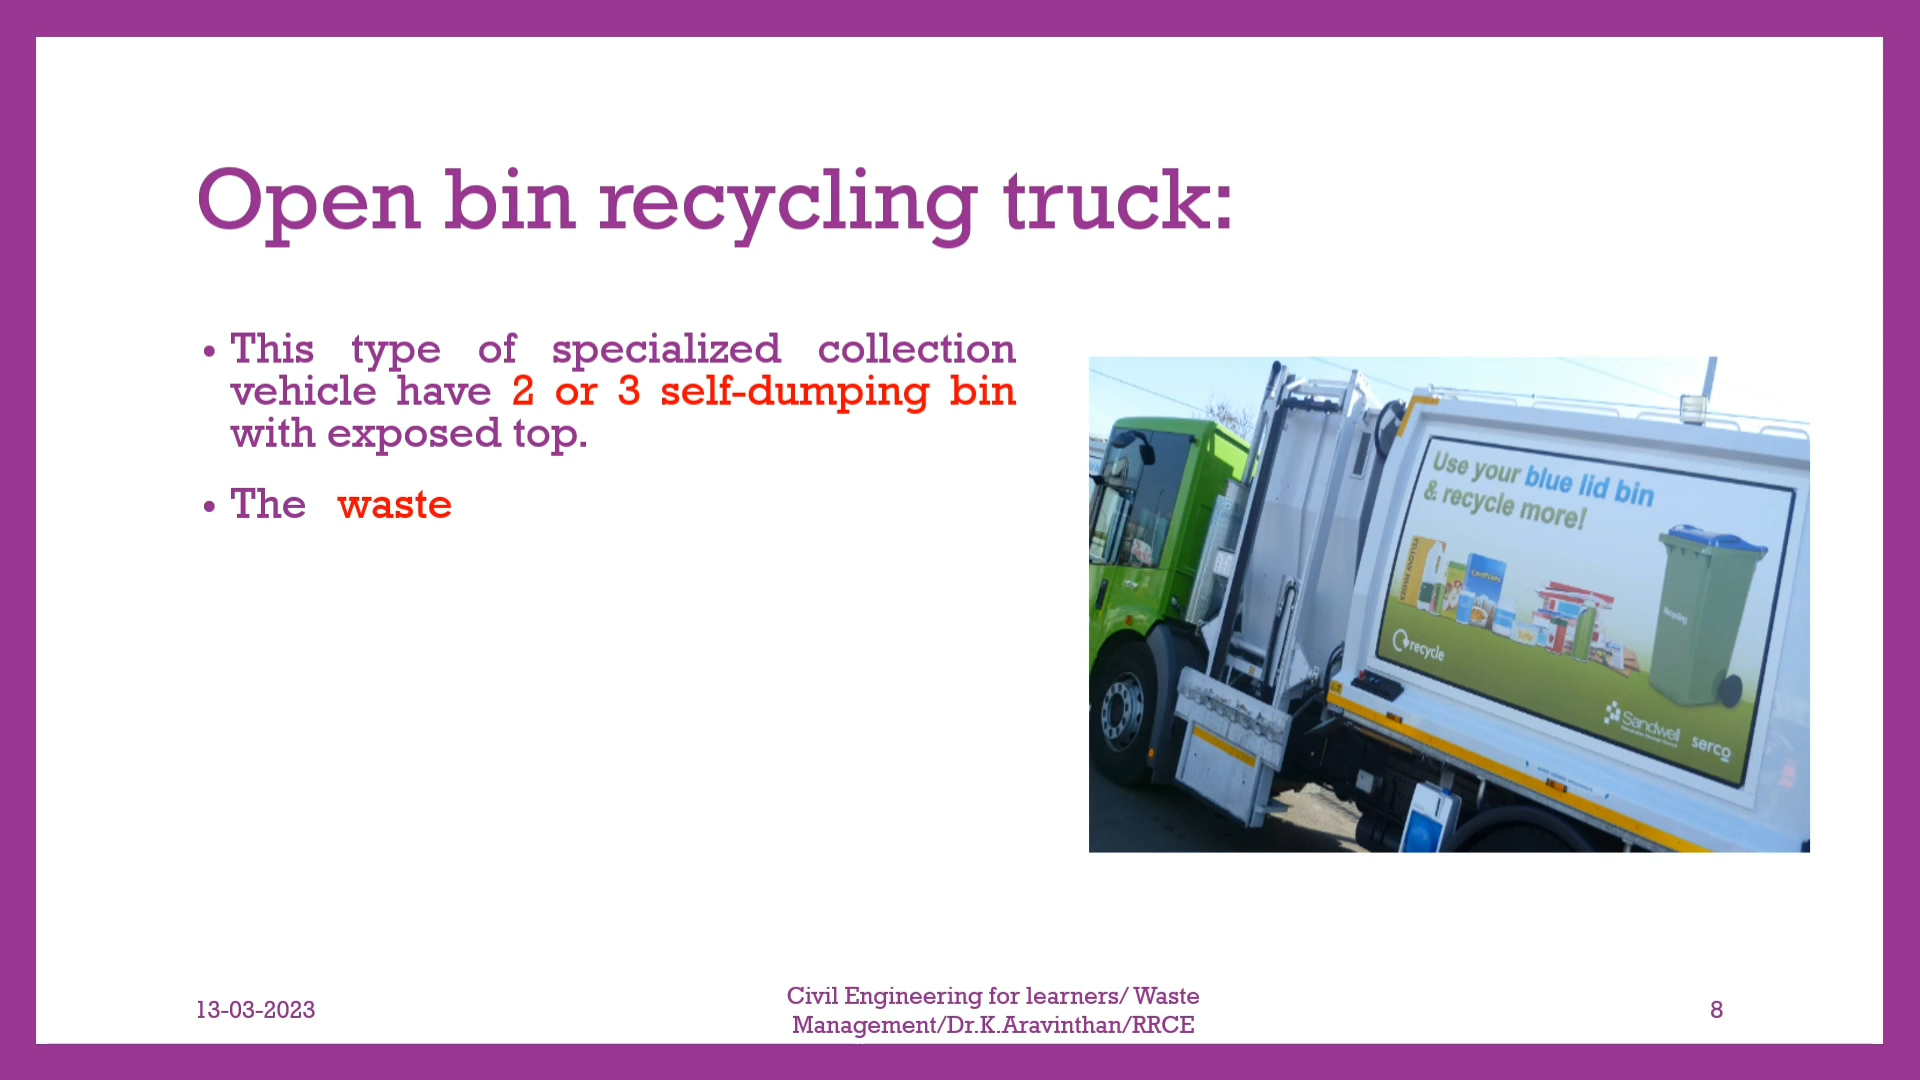 Open bin recycling truck:
• This type of specialized collection
vehicle have 2 or 3 self-dumping bin
with exposed top.
• The waste
Use your blue lid bin
& recycle more!
Recycling
recycle
Sandwell
serco
13-03-2023
Civil Engineering for learners/ Waste
Management/Dr.K.Aravinthan/RRCE
8